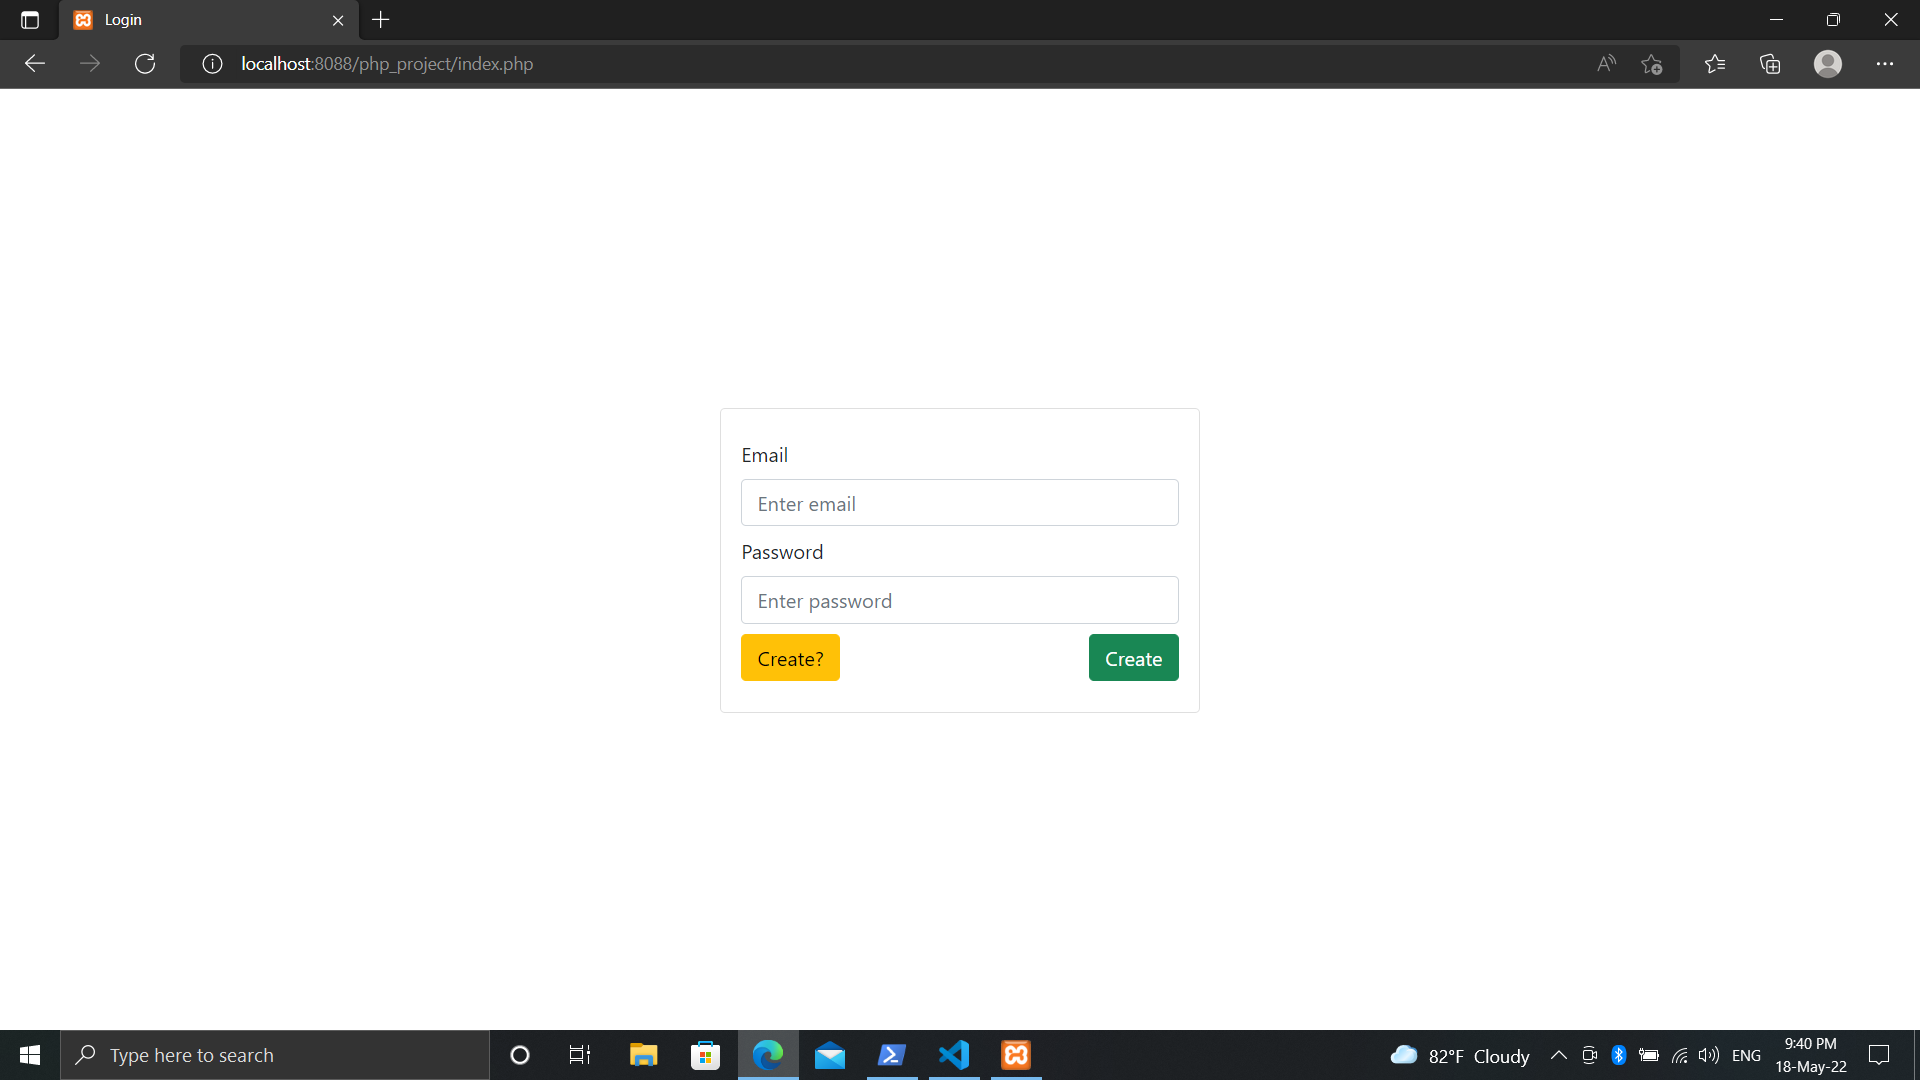 Login
localhost:8088/php_project/index.php
Email
Enter email
Password
Enter password
Create? Create
Type here to search
82°F Cloudy
ENG
9:40 PM
18-May-22